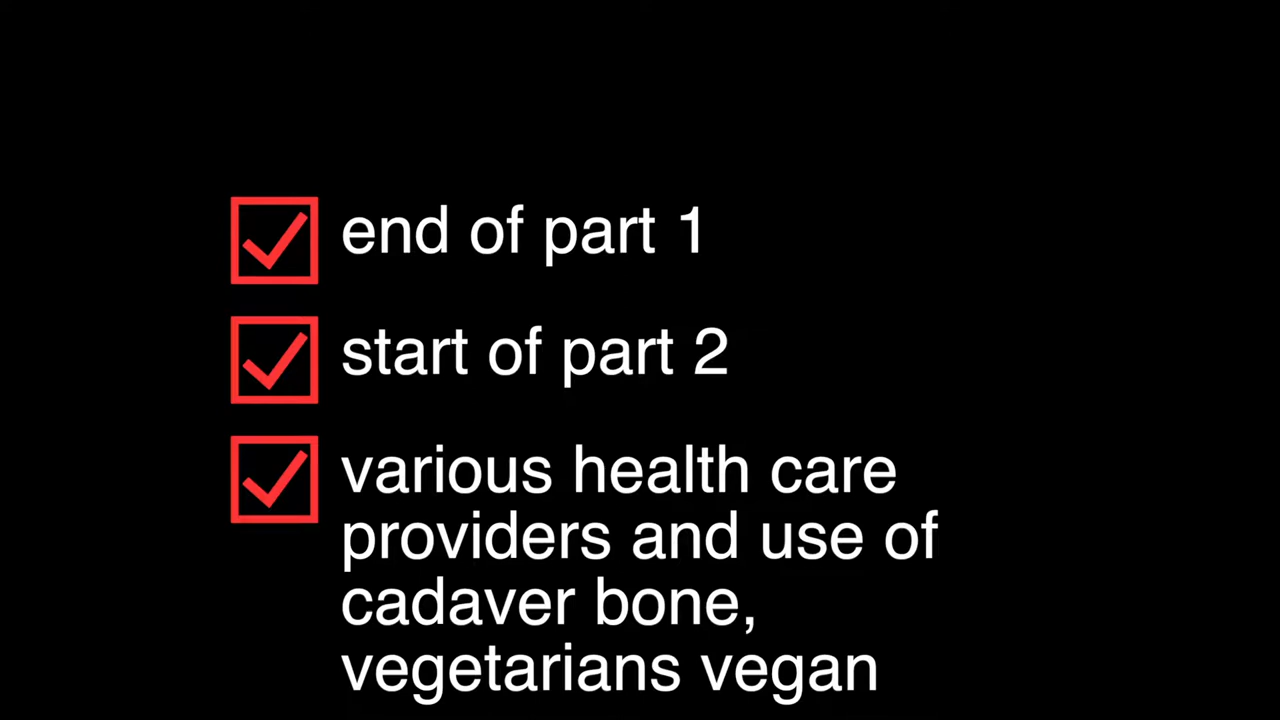 end of part 1
start of part 2
various health care
providers and use of
cadaver bone,
vegetarians vegan